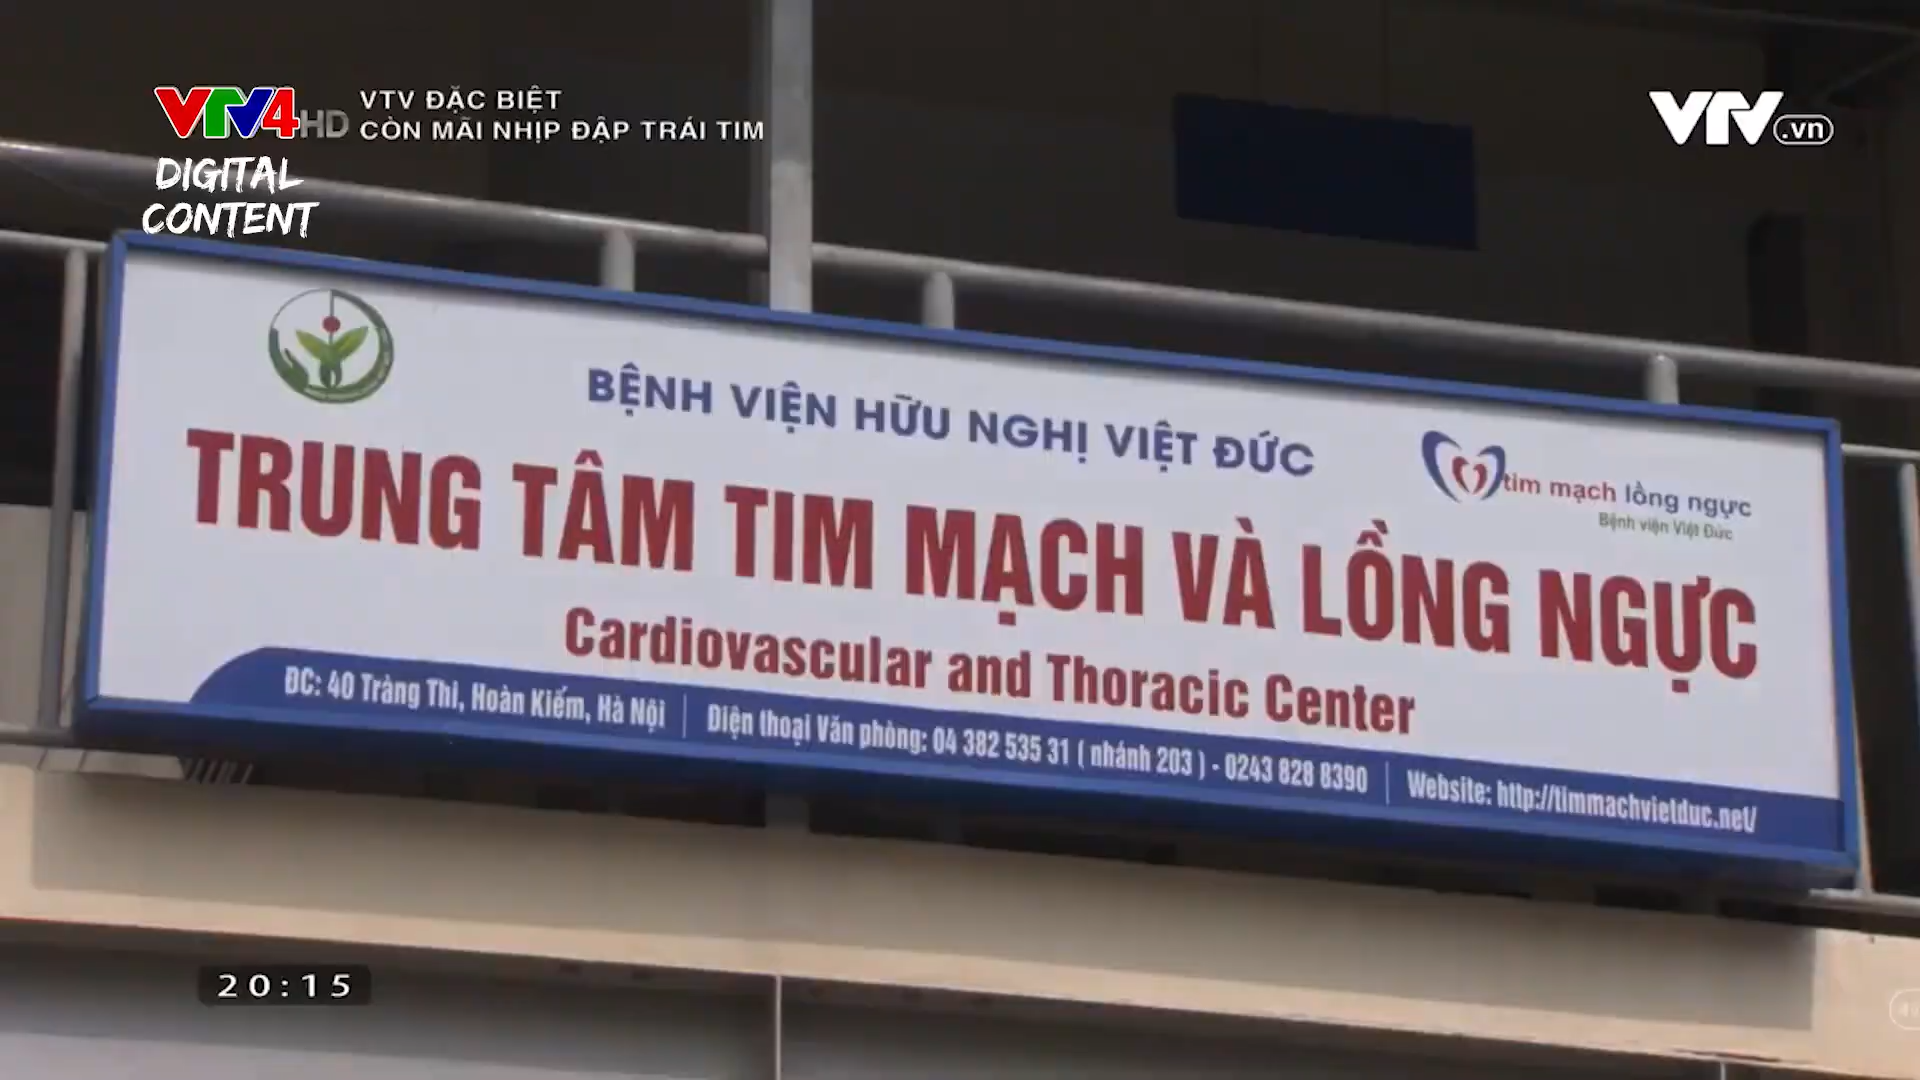 VTV4HD
VTV ĐẶC BIỆT
CÒN MÃI NHỊP ĐẬP TRÁI TIM
VTV.vn
DIGITAL
CONTENT
BỆNH VIỆN HỮU NGHỊ VIỆT ĐỨC
tim mạch lồng ngực
Bệnh viện Việt Đức
TRUNG TÂM TIM MẠCH VÀ LỒNG NGỰC
Cardiovascular and Thoracic Center
ĐC: 40 Tràng Thi, Hoàn Kiếm, Hà Nội | Điện thoại Văn phòng: 04 382 535 31 ( nhánh 203 ) - 0243 828 8390 | Website: http://timmachvietduc.net/
20:15